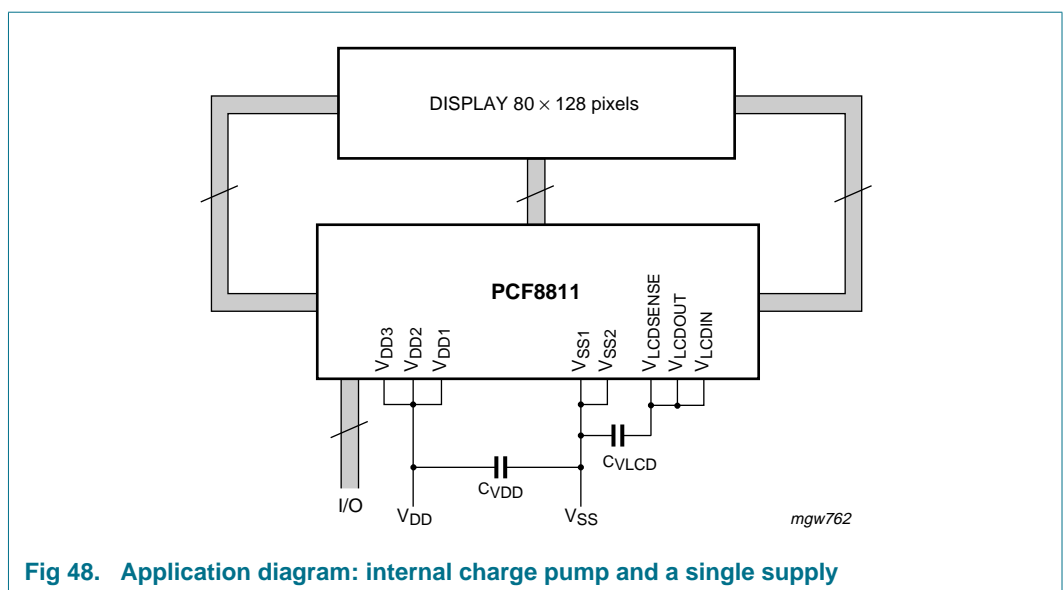 DISPLAY 80 × 128 pixels
PCF8811
VDD3
VDD2
VDD1
VSS1
VSS2
VLCDSENSE
VLCDOUT
VLCDIN
CVLCD
CVDD
I/O
VDD
VSS
mgw762
Fig 48. Application diagram: internal charge pump and a single supply